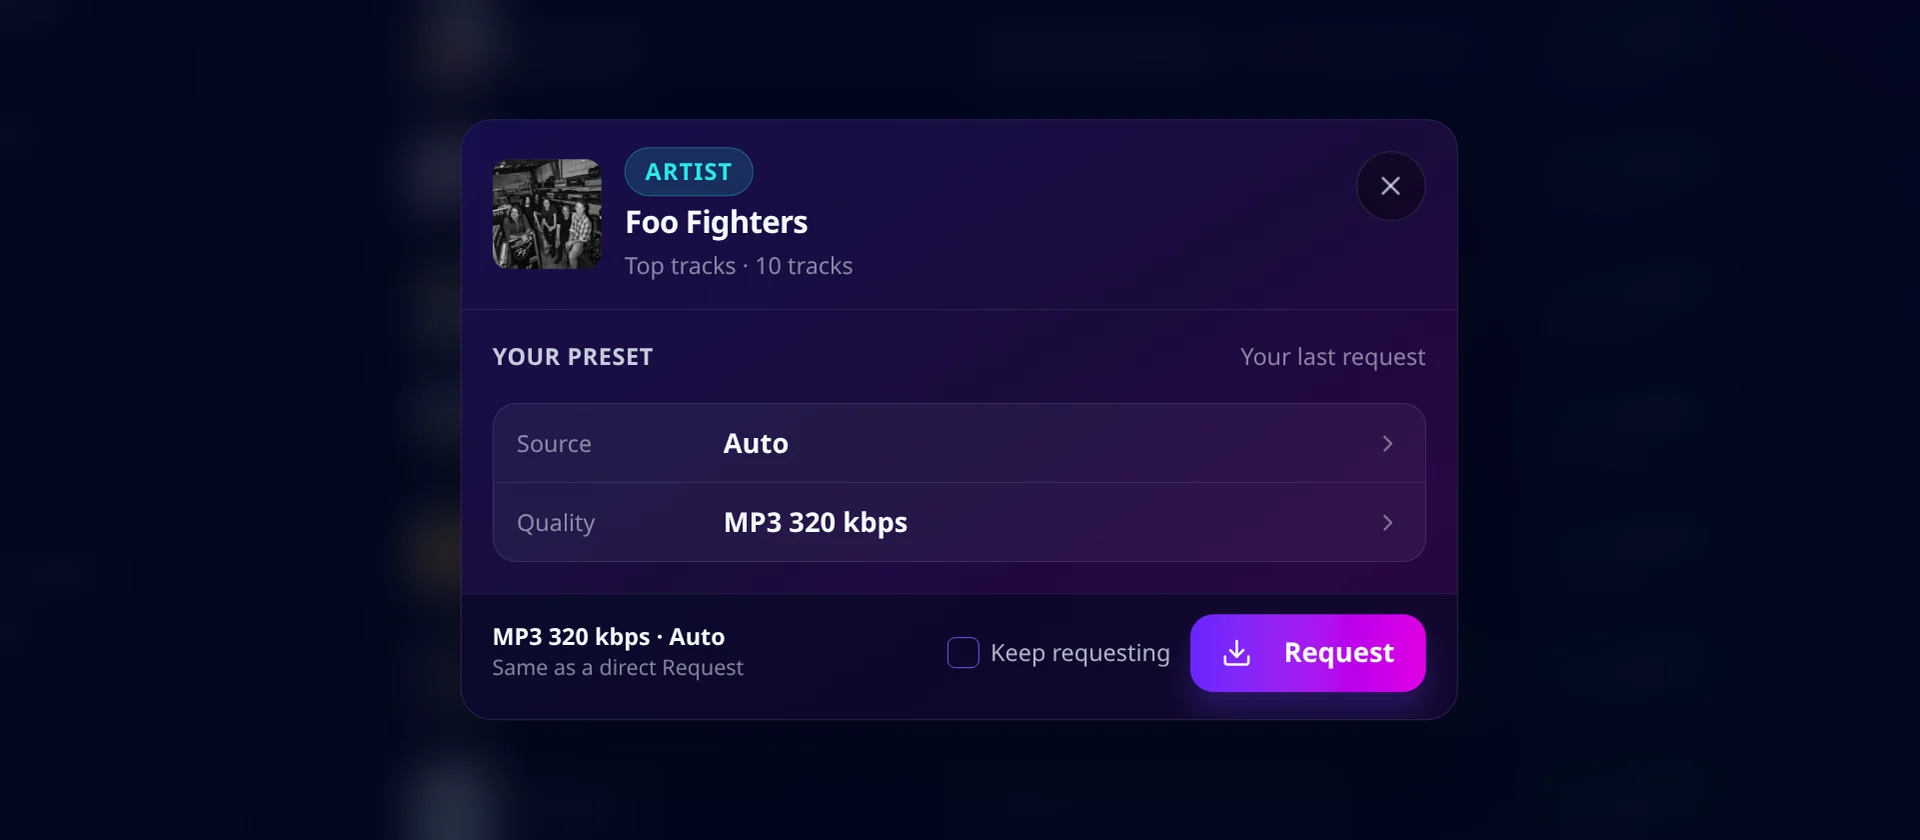 ARTIST
Foo Fighters
Top tracks · 10 tracks
YOUR PRESET
Your last request
Source
Auto
Quality
MP3 320 kbps
MP3 320 kbps · Auto
Same as a direct Request
Keep requesting
Request